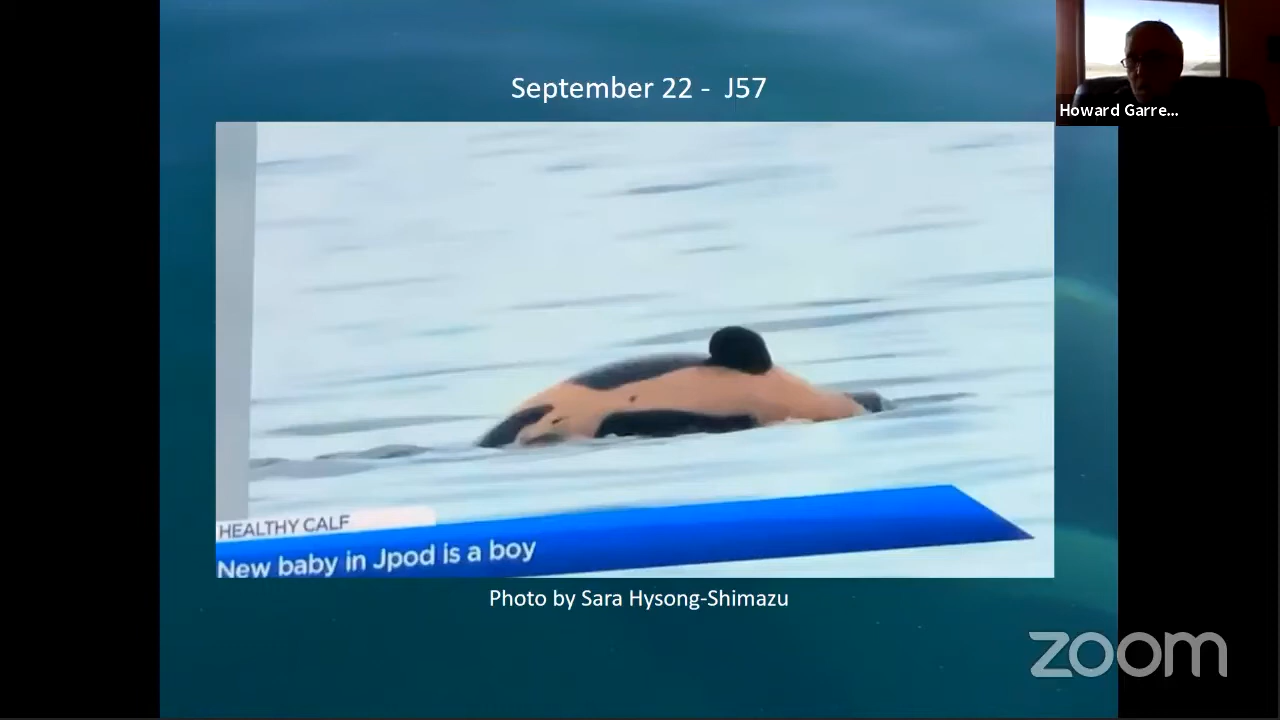 September 22 - J57
Howard Garre...
HEALTHY CALF
New baby in Jpod is a boy
Photo by Sara Hysong-Shimazu
zoom